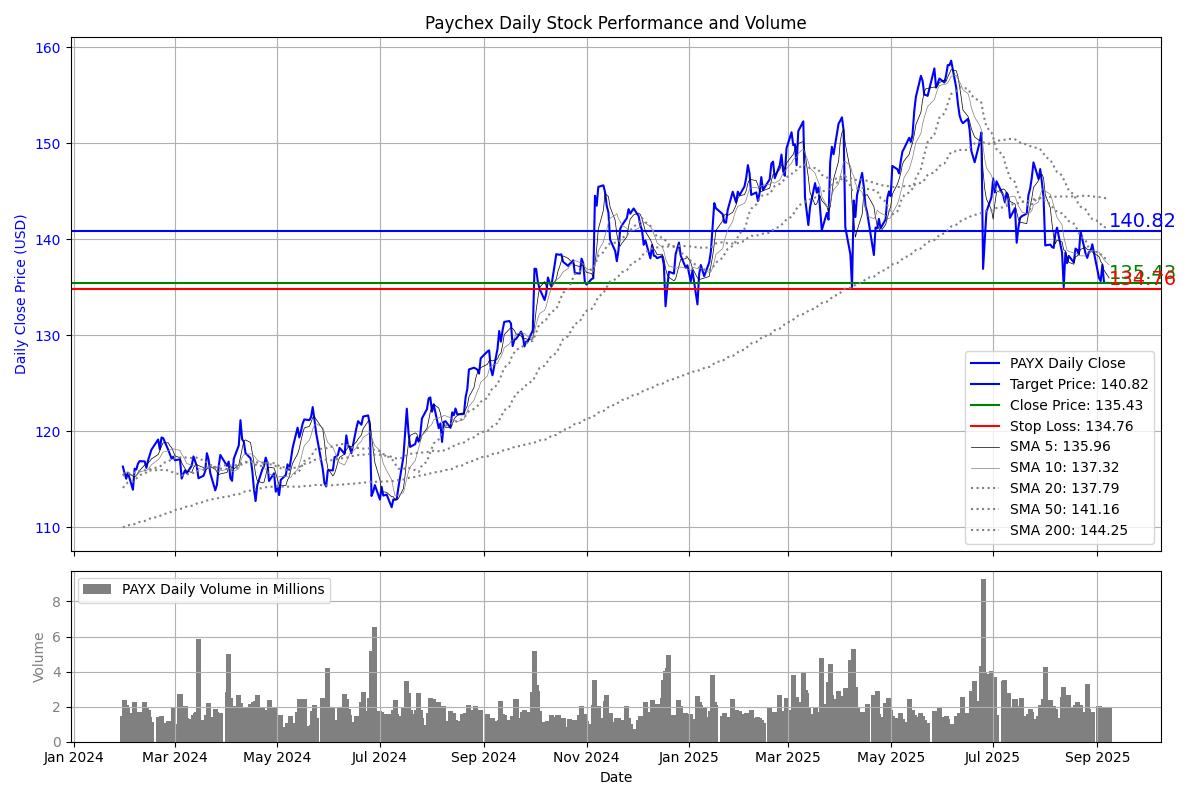 Paychex Daily Stock Performance and Volume
Daily Close Price (USD)
160
150
140
130
120
110
140.82
135.43
134.76
PAYX Daily Close
Target Price: 140.82
Close Price: 135.43
Stop Loss: 134.76
SMA 5: 135.96
SMA 10: 137.32
SMA 20: 137.79
SMA 50: 141.16
SMA 200: 144.25
PAYX Daily Volume in Millions
Volume
8
6
4
2
0
Jan 2024 Mar 2024 May 2024 Jul 2024 Sep 2024 Nov 2024 Jan 2025 Mar 2025 May 2025 Jul 2025 Sep 2025
Date